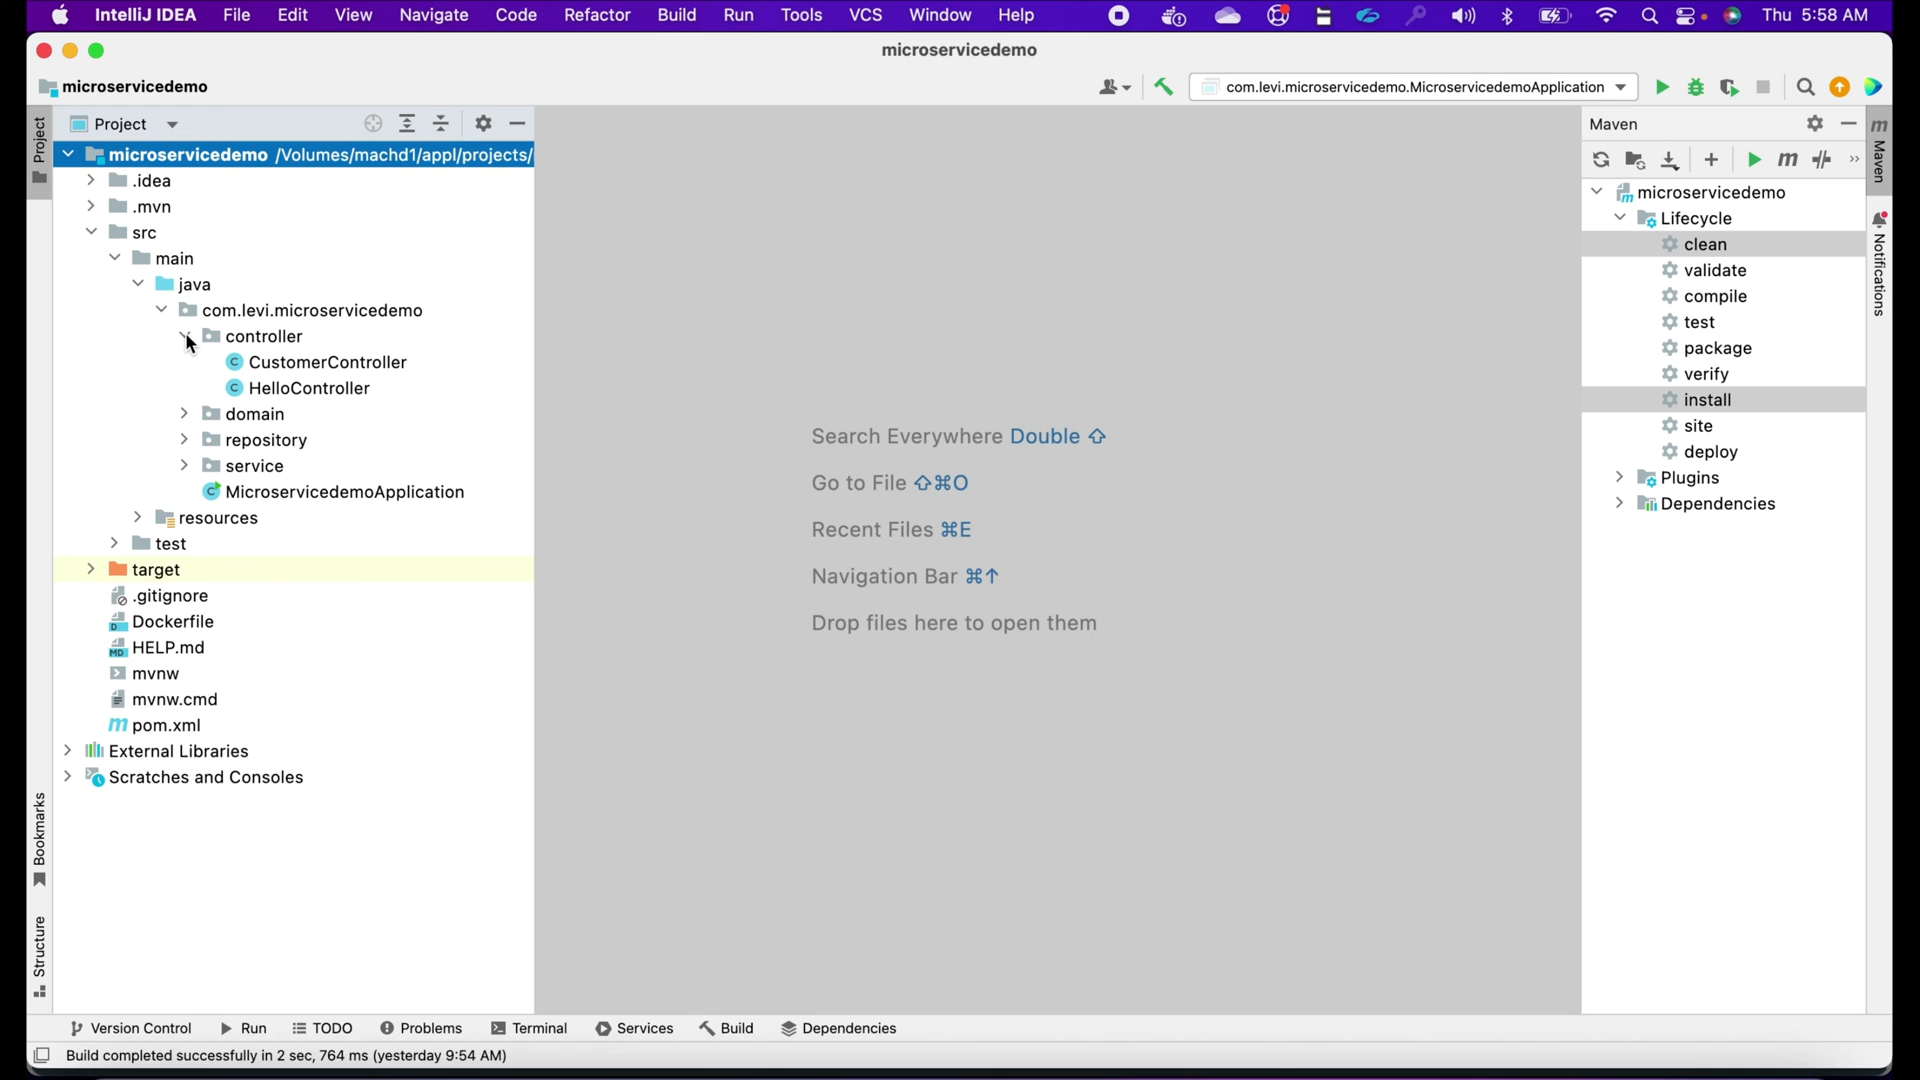 IntelliJ IDEA File Edit View Navigate Code Refactor Build Run Tools VCS Window Help Thu 5:58 AM
microservicedemo
microservicedemo com.levi.microservicedemo.MicroservicedemoApplication
Project
Project
microservicedemo /Volumes/machd1/appl/projects/
.idea
.mvn
src
main
java
com.levi.microservicedemo
controller
CustomerController
HelloController
domain
repository
service
MicroservicedemoApplication
resources
test
target
.gitignore
Dockerfile
HELP.md
mvnw
mvnw.cmd
pom.xml
External Libraries
Scratches and Consoles
Bookmarks
Structure
Search Everywhere Double ⇧
Go to File ⇧⌘O
Recent Files ⌘E
Navigation Bar ⌘↑
Drop files here to open them
Maven
microservicedemo
Lifecycle
clean
validate
compile
test
package
verify
install
site
deploy
Plugins
Dependencies
Maven
Notifications
Version Control Run TODO Problems Terminal Services Build Dependencies
Build completed successfully in 2 sec, 764 ms (yesterday 9:54 AM)